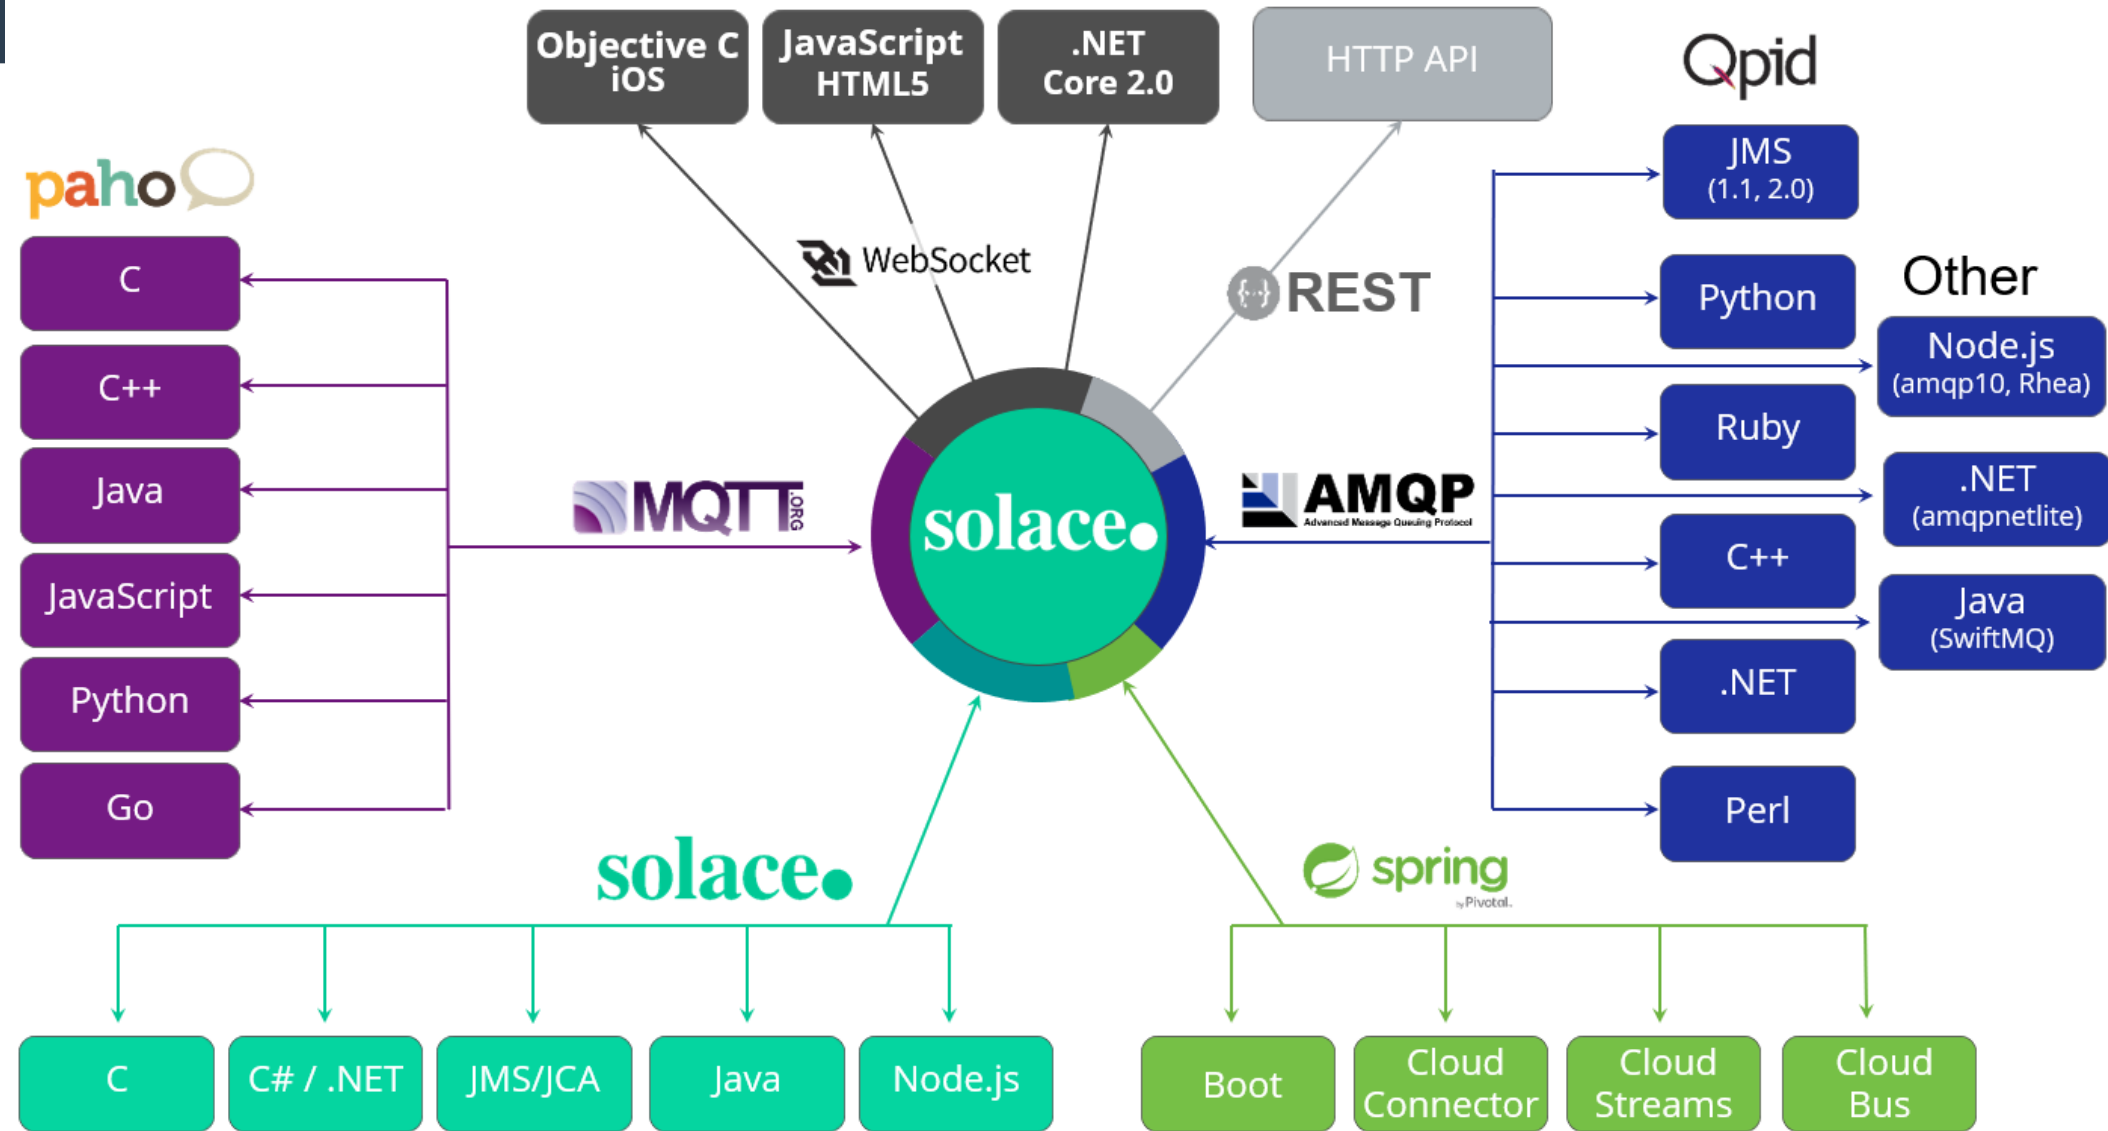 Objective C
iOS
JavaScript
HTML5
.NET
Core 2.0
HTTP API
Qpid
paho
C
C++
Java
JavaScript
Python
Go
WebSocket
REST
MQTT
.ORG
solace.
AMQP
Advanced Message Queuing Protocol
JMS
(1.1, 2.0)
Python
Ruby
C++
.NET
Perl
Other
Node.js
(amqp10, Rhea)
.NET
(amqpnetlite)
Java
(SwiftMQ)
solace.
C
C# / .NET
JMS/JCA
Java
Node.js
spring
by Pivotal.
Boot
Cloud
Connector
Cloud
Streams
Cloud
Bus